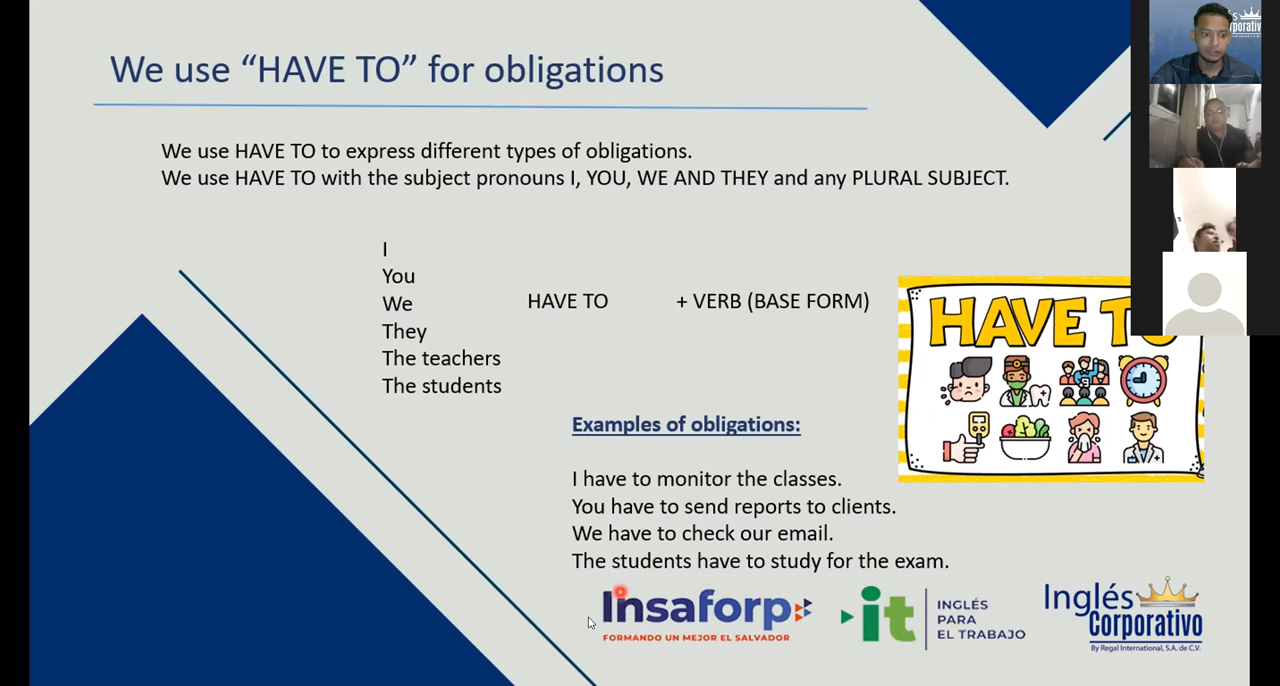 We use “HAVE TO” for obligations
We use HAVE TO to express different types of obligations.
We use HAVE TO with the subject pronouns I, YOU, WE AND THEY and any PLURAL SUBJECT.
I
You
We
They
The teachers
The students
HAVE TO
+ VERB (BASE FORM)
HAVE T
Examples of obligations:
I have to monitor the classes.
You have to send reports to clients.
We have to check our email.
The students have to study for the exam.
Insaforp
FORMANDO UN MEJOR EL SALVADOR
it
INGLÉS
PARA
EL TRABAJO
Inglés
Corporativo
By Regal International, S.A. de C.V.